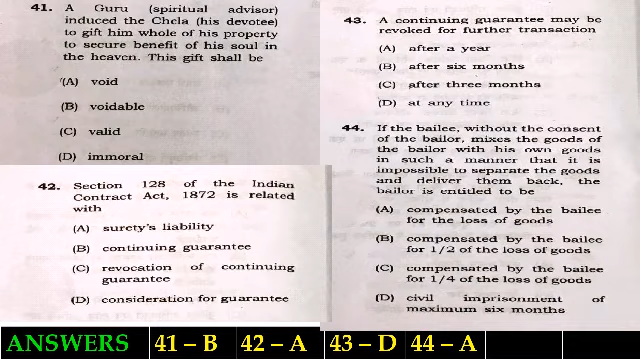 41. A Guru (spiritual advisor)
induced the Chela (his devotee)
to gift him whole of his property
to secure benefit of his soul in
the heaven. This gift shall be
(A) void
(B) voidable
(C) valid
(D) immoral
42. Section 128 of the Indian
Contract Act, 1872 is related
with
(A) surety's liability
(B) continuing guarantee
(C) revocation of continuing
guarantee
(D) consideration for guarantee
43. A continuing guarantee may be
revoked for further transaction
(A) after a year
(B) after six months
(C) after three months
(D) at any time
44. If the bailee, without the consent
of the bailor, mixes the goods of
the bailor with his own goods
in such a manner that it is
impossible to separate the goods
and deliver them back, the
bailor is entitled to be
(A) compensated by the bailee
for the loss of goods
(B) compensated by the bailee
for 1/2 of the loss of goods
(C) compensated by the bailee
for 1/4 of the loss of goods
(D) civil imprisonment of
maximum six months
ANSWERS 41 – B 42 – A 43 – D 44 – A